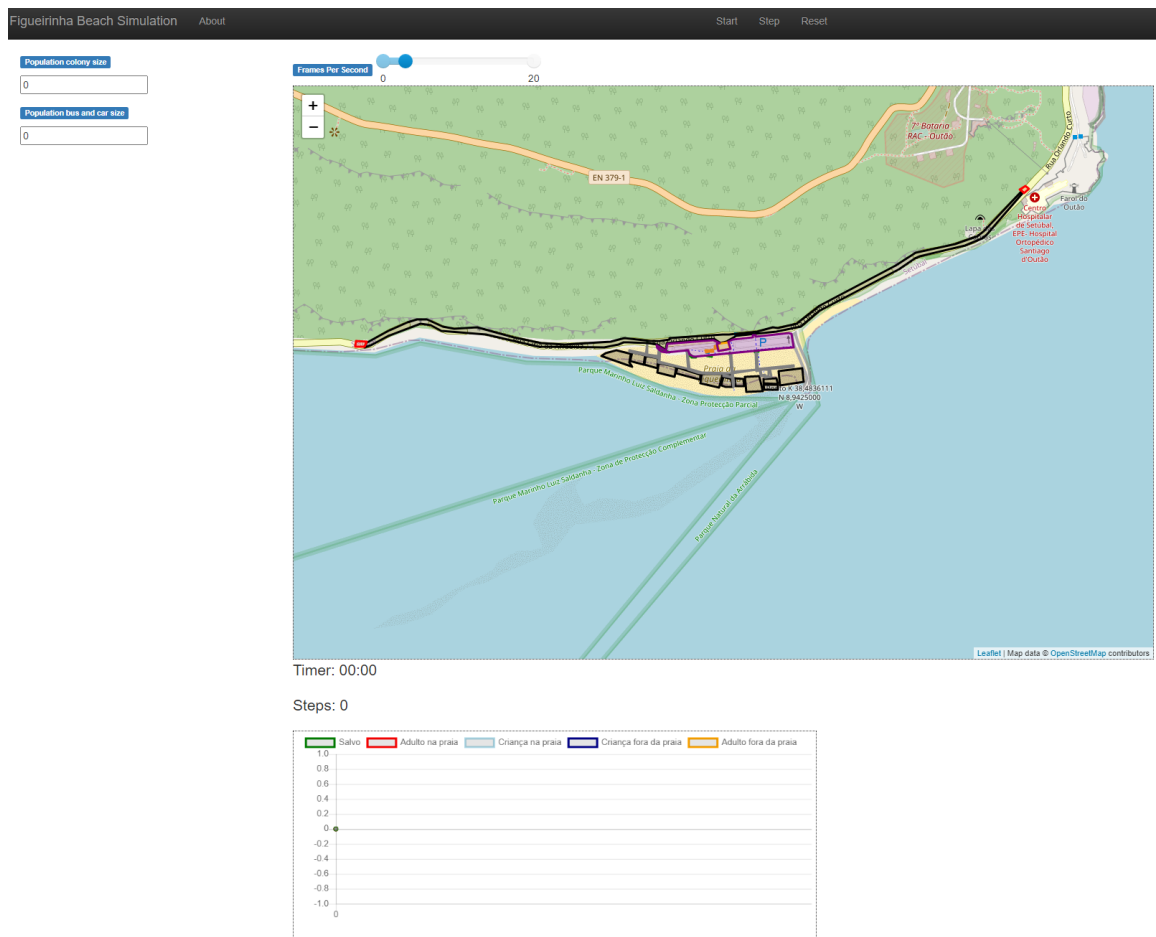 Figueirinha Beach Simulation About Start Step Reset
Population colony size
0
Population bus and car size
0
Frames Per Second
0 20
+
−
EN 379-1
7ª Bataria
RAC - Outão
Rua Orlando Curto
Farol do
Outão
Centro
Hospitalar
de Setúbal,
EPE- Hospital
Ortopédico
Santiago
d'Outão
Lapa
Setúbal
P
Praia da
38,4836111
N-8.9425000
W
Parque Marinho Luiz Saldanha - Zona Protecção Parcial
Parque Marinho Luiz Saldanha - Zona de Protecção Complementar
Parque Natural da Arrábida
Leaflet | Map data © OpenStreetMap contributors
Timer: 00:00
Steps: 0
Salvo Adulto na praia Criança na praia Criança fora da praia Adulto fora da praia
1.0
0.8
0.6
0.4
0.2
0
-0.2
-0.4
-0.6
-0.8
-1.0
0